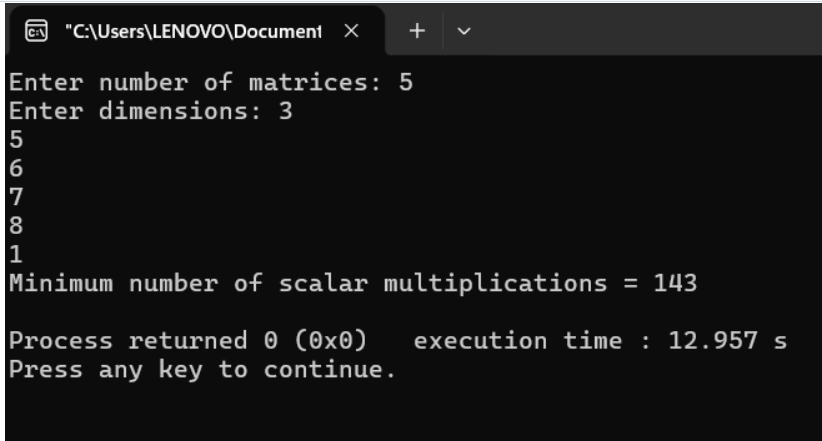 "C:\Users\LENOVO\Document
Enter number of matrices: 5
Enter dimensions: 3
5
6
7
8
1
Minimum number of scalar multiplications = 143
Process returned 0 (0x0)   execution time : 12.957 s
Press any key to continue.